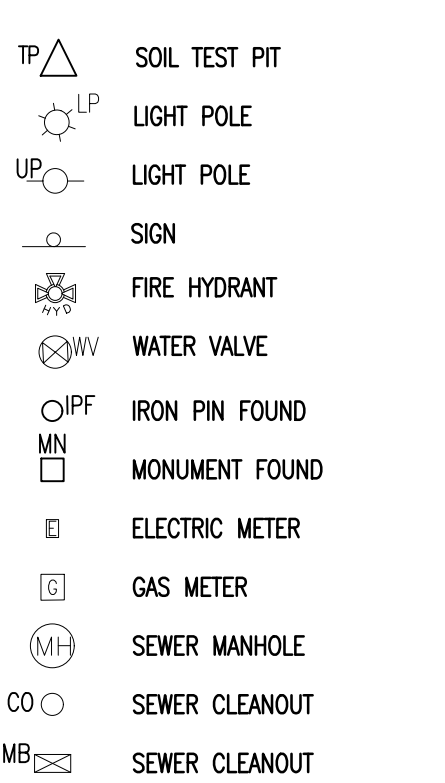 TP SOIL TEST PIT
LP LIGHT POLE
UP LIGHT POLE
SIGN
HYD FIRE HYDRANT
WV WATER VALVE
IPF IRON PIN FOUND
MN
MONUMENT FOUND
E ELECTRIC METER
G GAS METER
MH SEWER MANHOLE
CO SEWER CLEANOUT
MB SEWER CLEANOUT